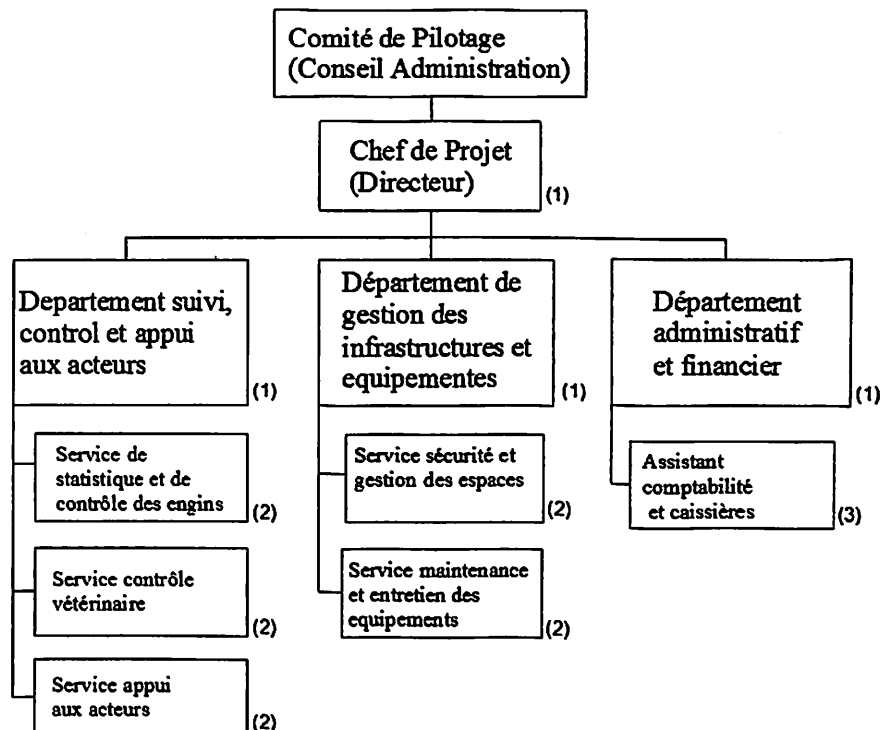 Comité de Pilotage
(Conseil Administration)
Chef de Projet
(Directeur)
(1)
Departement suivi,
control et appui
aux acteurs
(1)
Service de
statistique et de
contrôle des engins
(2)
Service contrôle
vétérinaire
(2)
Service appui
aux acteurs
(2)
Département de
gestion des
infrastructures et
equipementes
(1)
Service sécurité et
gestion des espaces
(2)
Service maintenance
et entretien des
equipements
(2)
Département
administratif
et financier
(1)
Assistant
comptabilité
et caissières
(3)